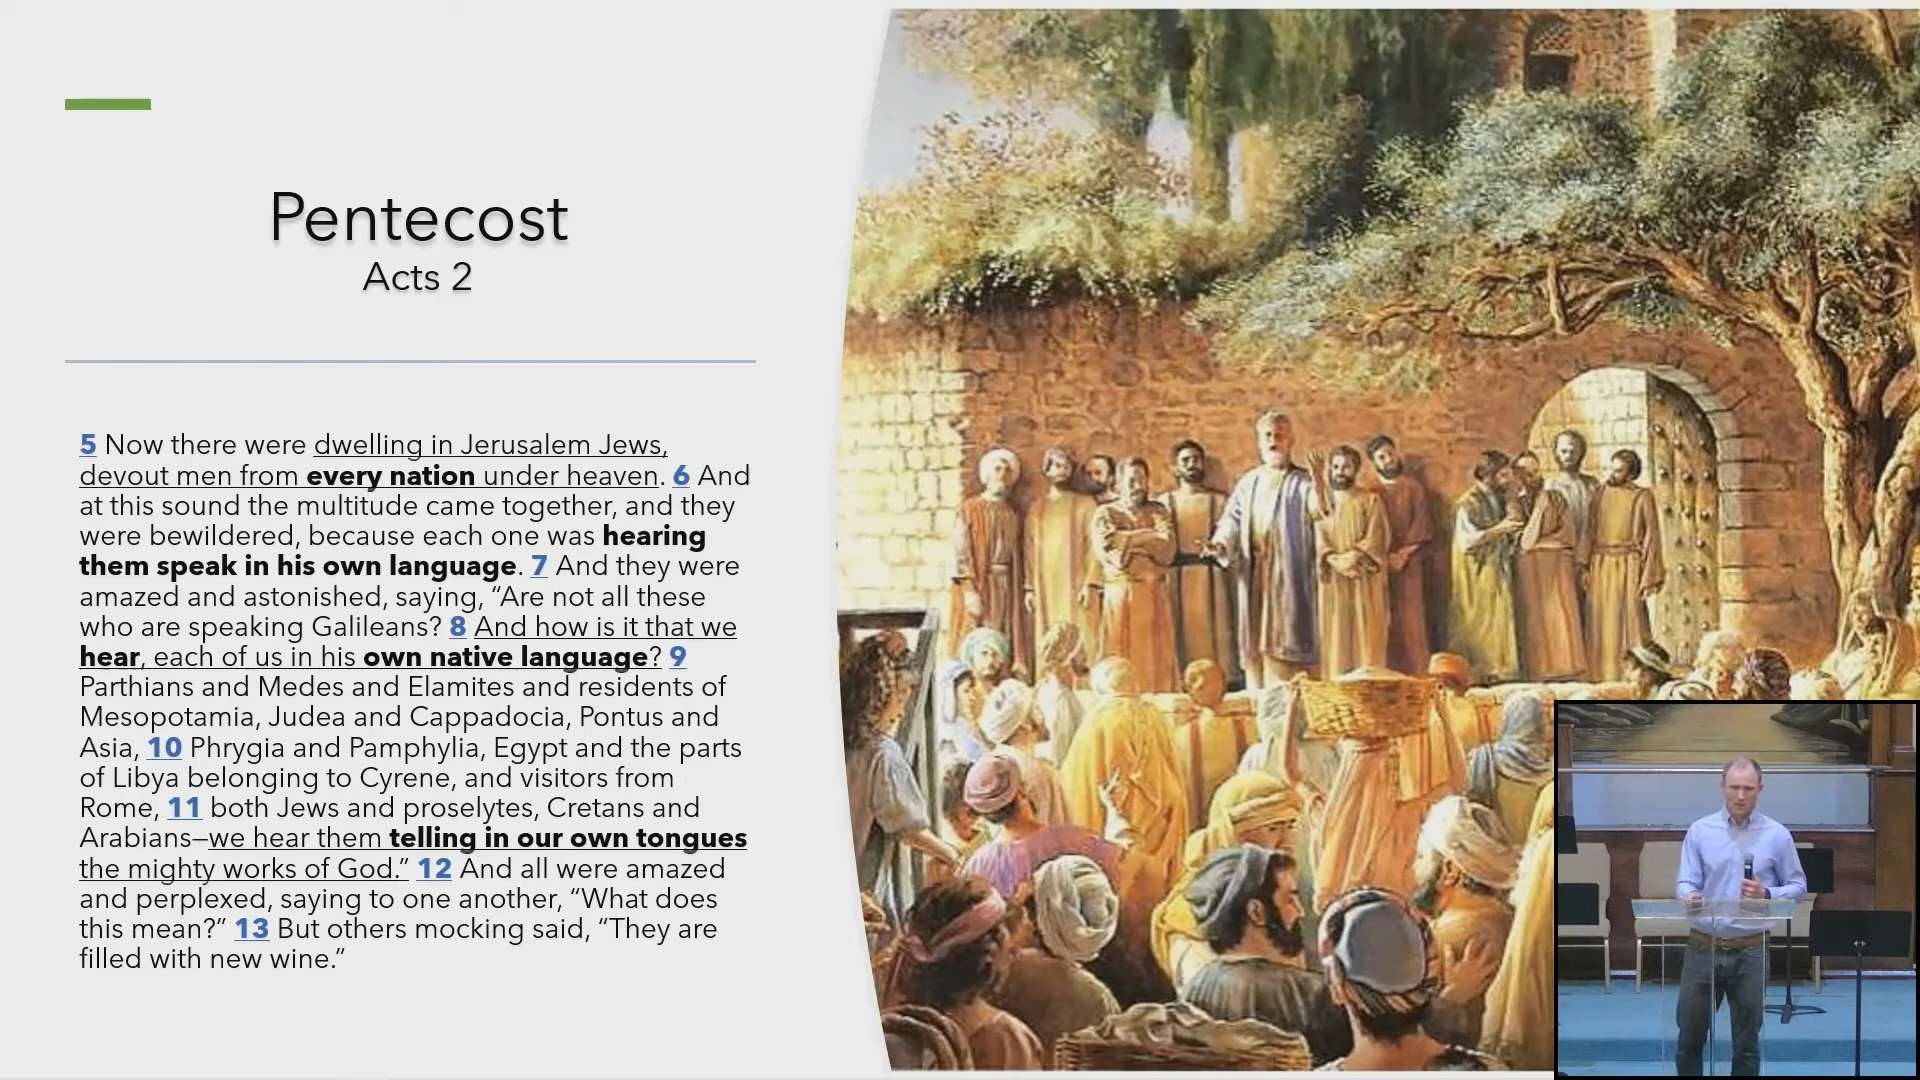 Pentecost
Acts 2
5 Now there were dwelling in Jerusalem Jews,
devout men from every nation under heaven. 6 And
at this sound the multitude came together, and they
were bewildered, because each one was hearing
them speak in his own language. 7 And they were
amazed and astonished, saying, “Are not all these
who are speaking Galileans? 8 And how is it that we
hear, each of us in his own native language? 9
Parthians and Medes and Elamites and residents of
Mesopotamia, Judea and Cappadocia, Pontus and
Asia, 10 Phrygia and Pamphylia, Egypt and the parts
of Libya belonging to Cyrene, and visitors from
Rome, 11 both Jews and proselytes, Cretans and
Arabians—we hear them telling in our own tongues
the mighty works of God.” 12 And all were amazed
and perplexed, saying to one another, “What does
this mean?” 13 But others mocking said, “They are
filled with new wine.”